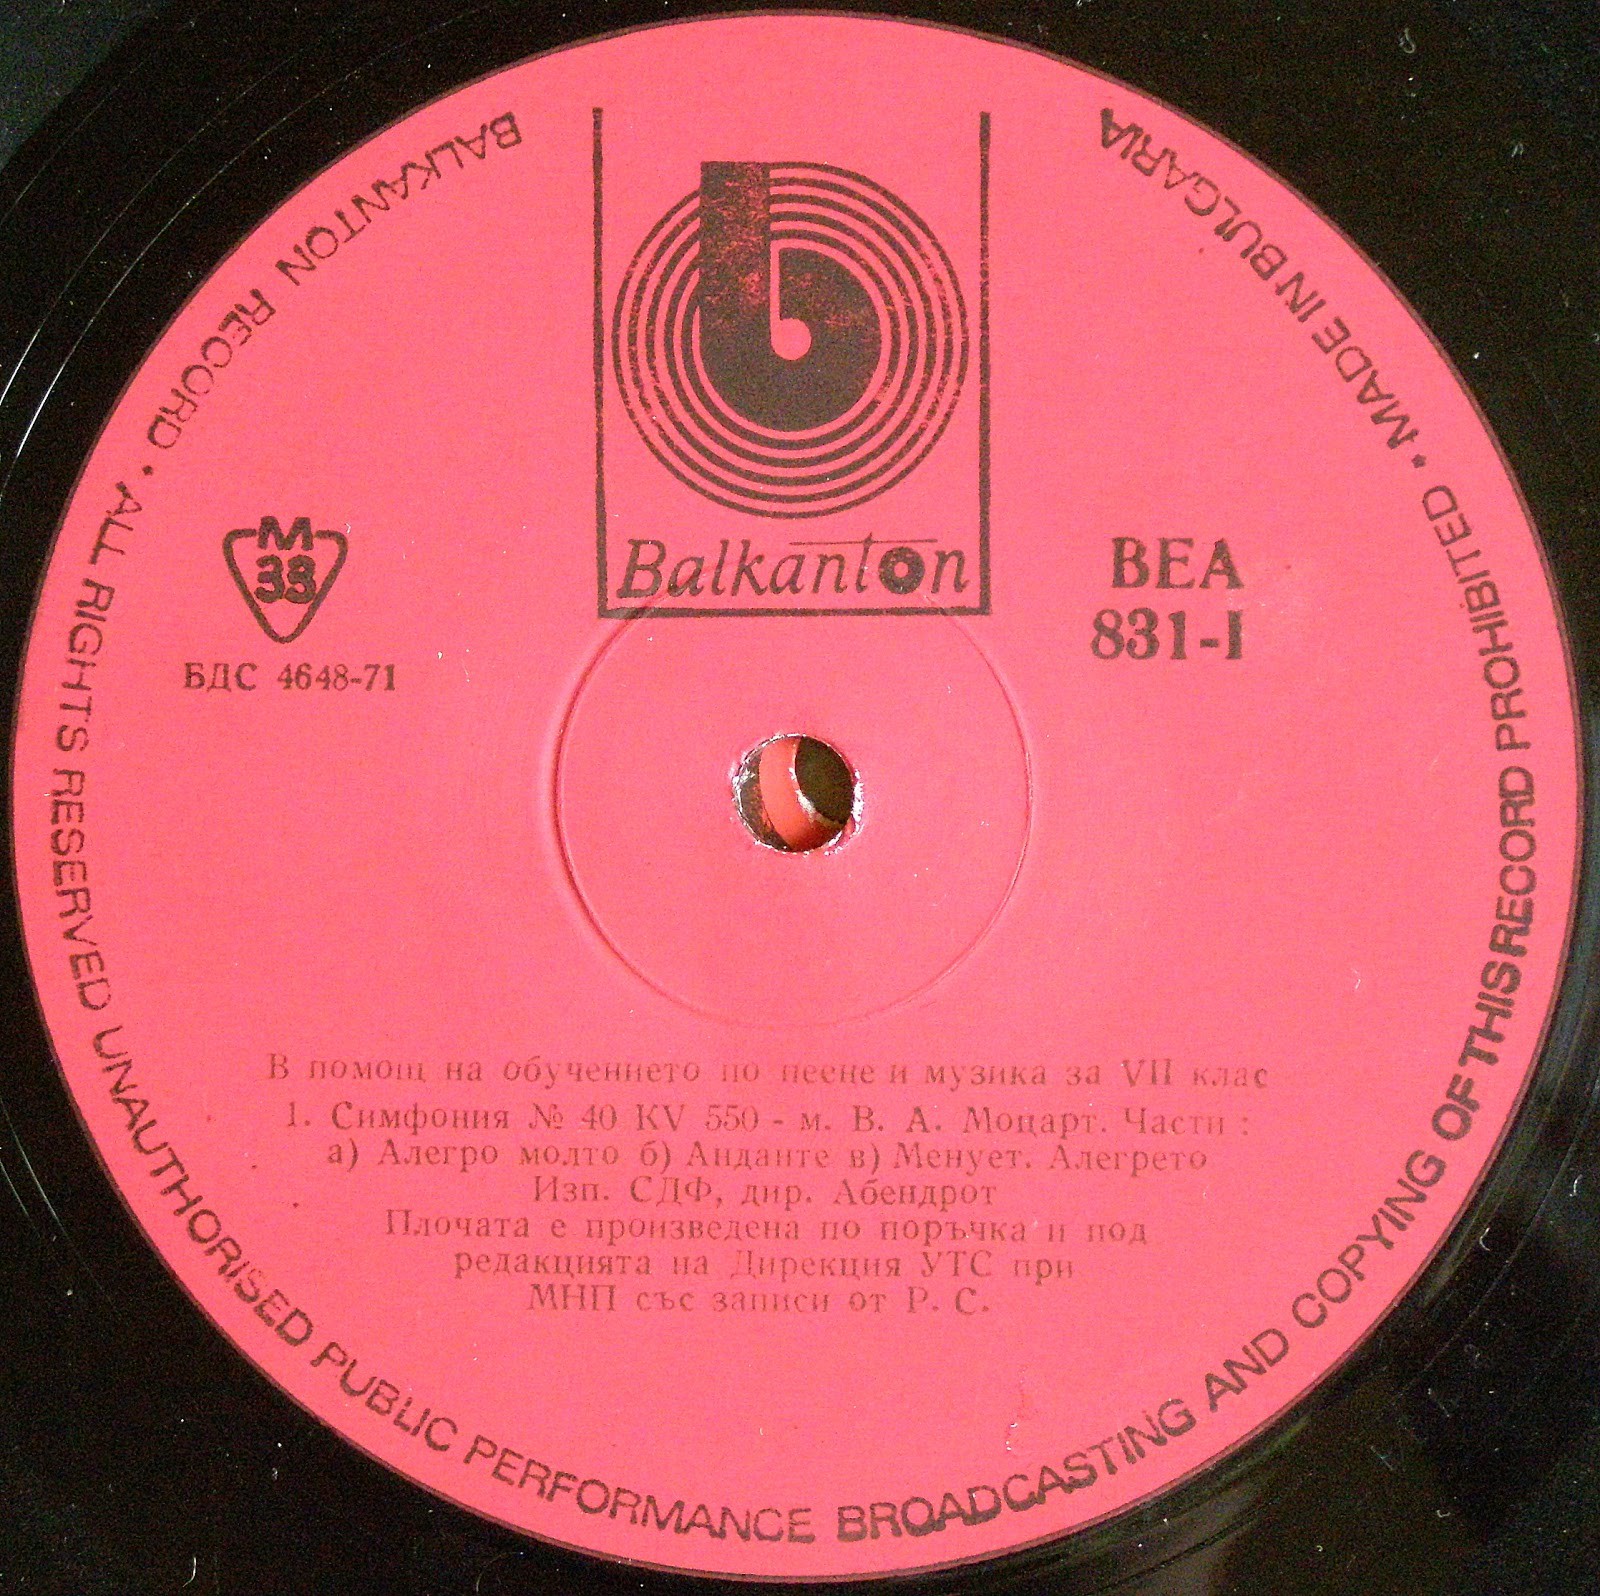 BALKANTON RECORD · ALL RIGHTS RESERVED UNAUTHORISED PUBLIC PERFORMANCE BROADCASTING AND COPYING OF THIS RECORD PROHIBITED · MADE IN BULGARIA
Balkanton
M
33
БДС 4648-71
ВЕА
831-I
В помощ на обучението по пеене и музика за VII клас
1. Симфония № 40 KV 550 - м. В. А. Моцарт. Части :
а) Алегро молто б) Анданте в) Менует. Алегрето
Изп. СДФ, дир. Абендрот
Плочата е произведена по поръчка и под
редакцията на Дирекция УТС при
МНП със записи от Р. С.